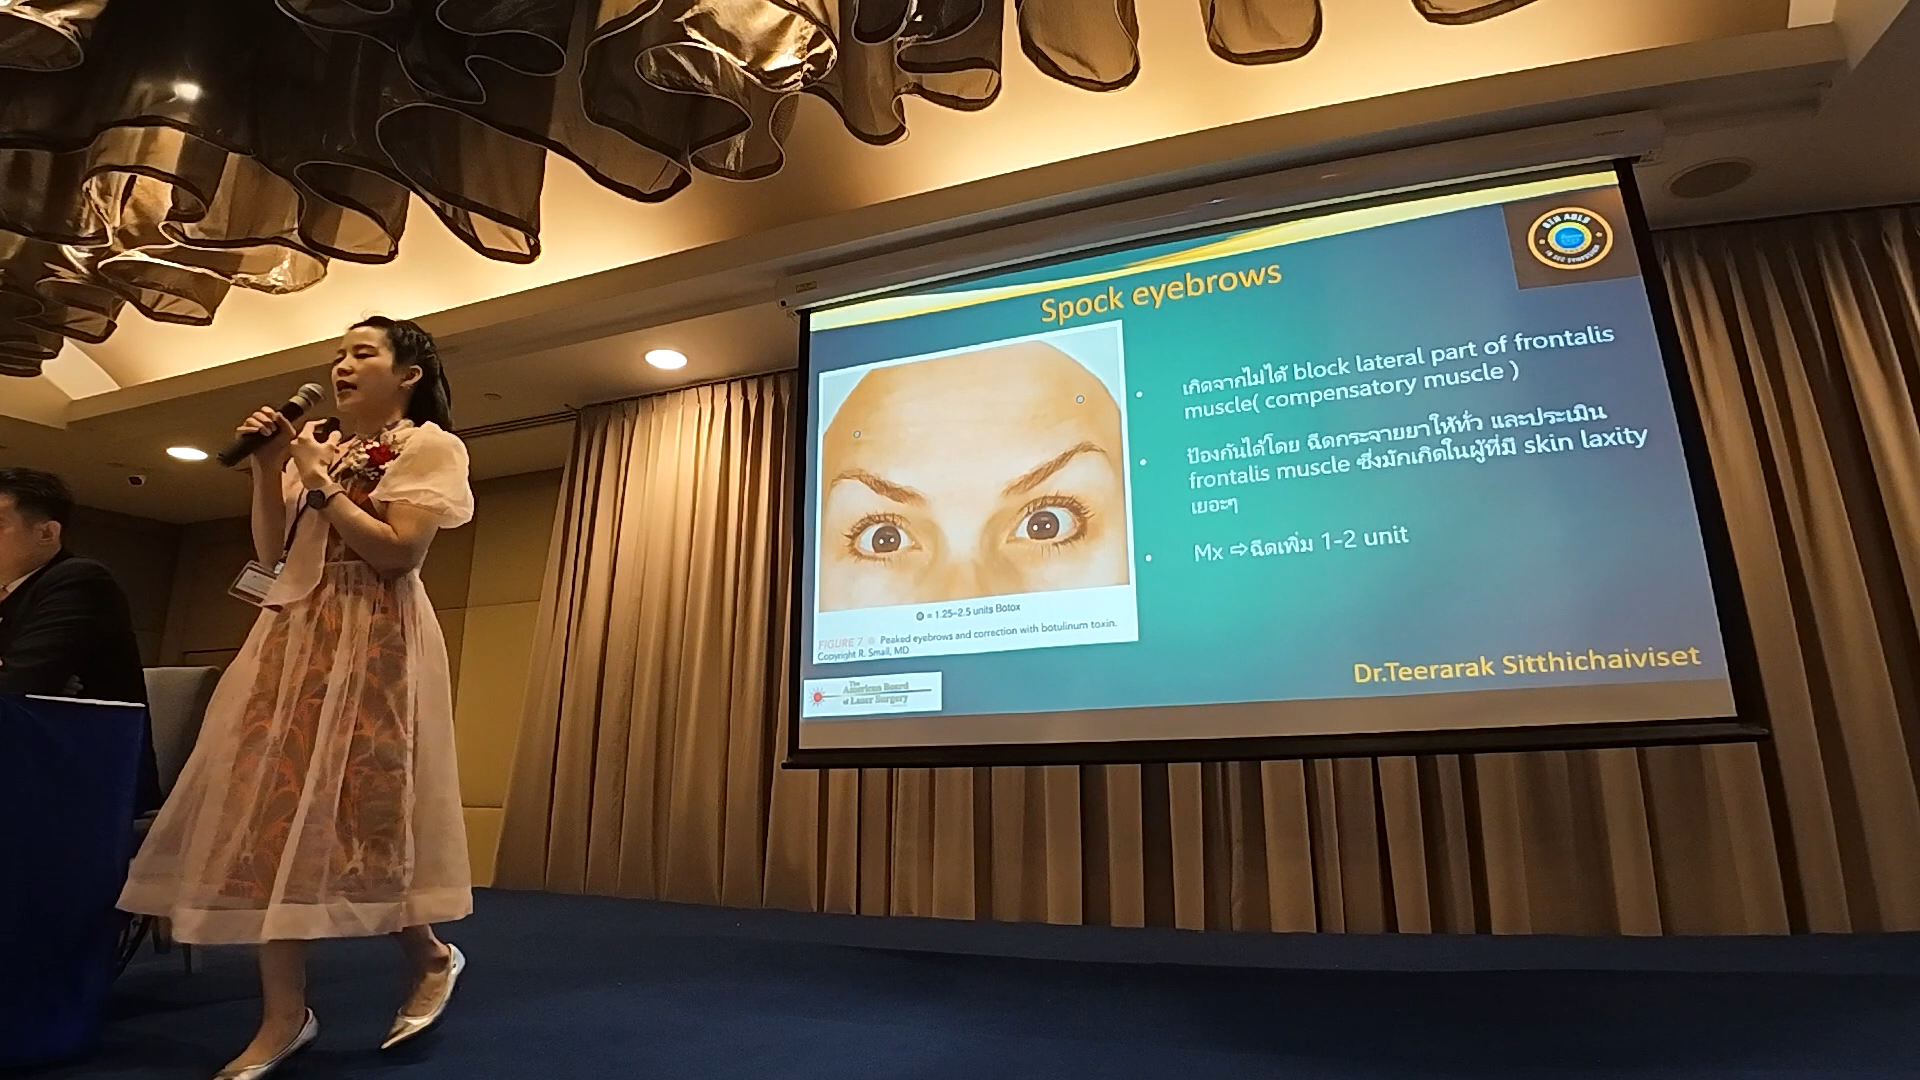 Spock eyebrows
• เกิดจากไม่ได้ block lateral part of frontalis
muscle( compensatory muscle )
• ป้องกันได้โดย ฉีดกระจายยาให้ทั่ว และประเมิน
frontalis muscle ซึ่งมักเกิดในผู้ที่มี skin laxity
เยอะๆ
• Mx ⇨ฉีดเพิ่ม 1-2 unit
= 1.25–2.5 units Botox
FIGURE 7 Peaked eyebrows and correction with botulinum toxin.
Copyright R. Small, MD
The
American Board
of Laser Surgery
Dr.Teerarak Sitthichaiviset